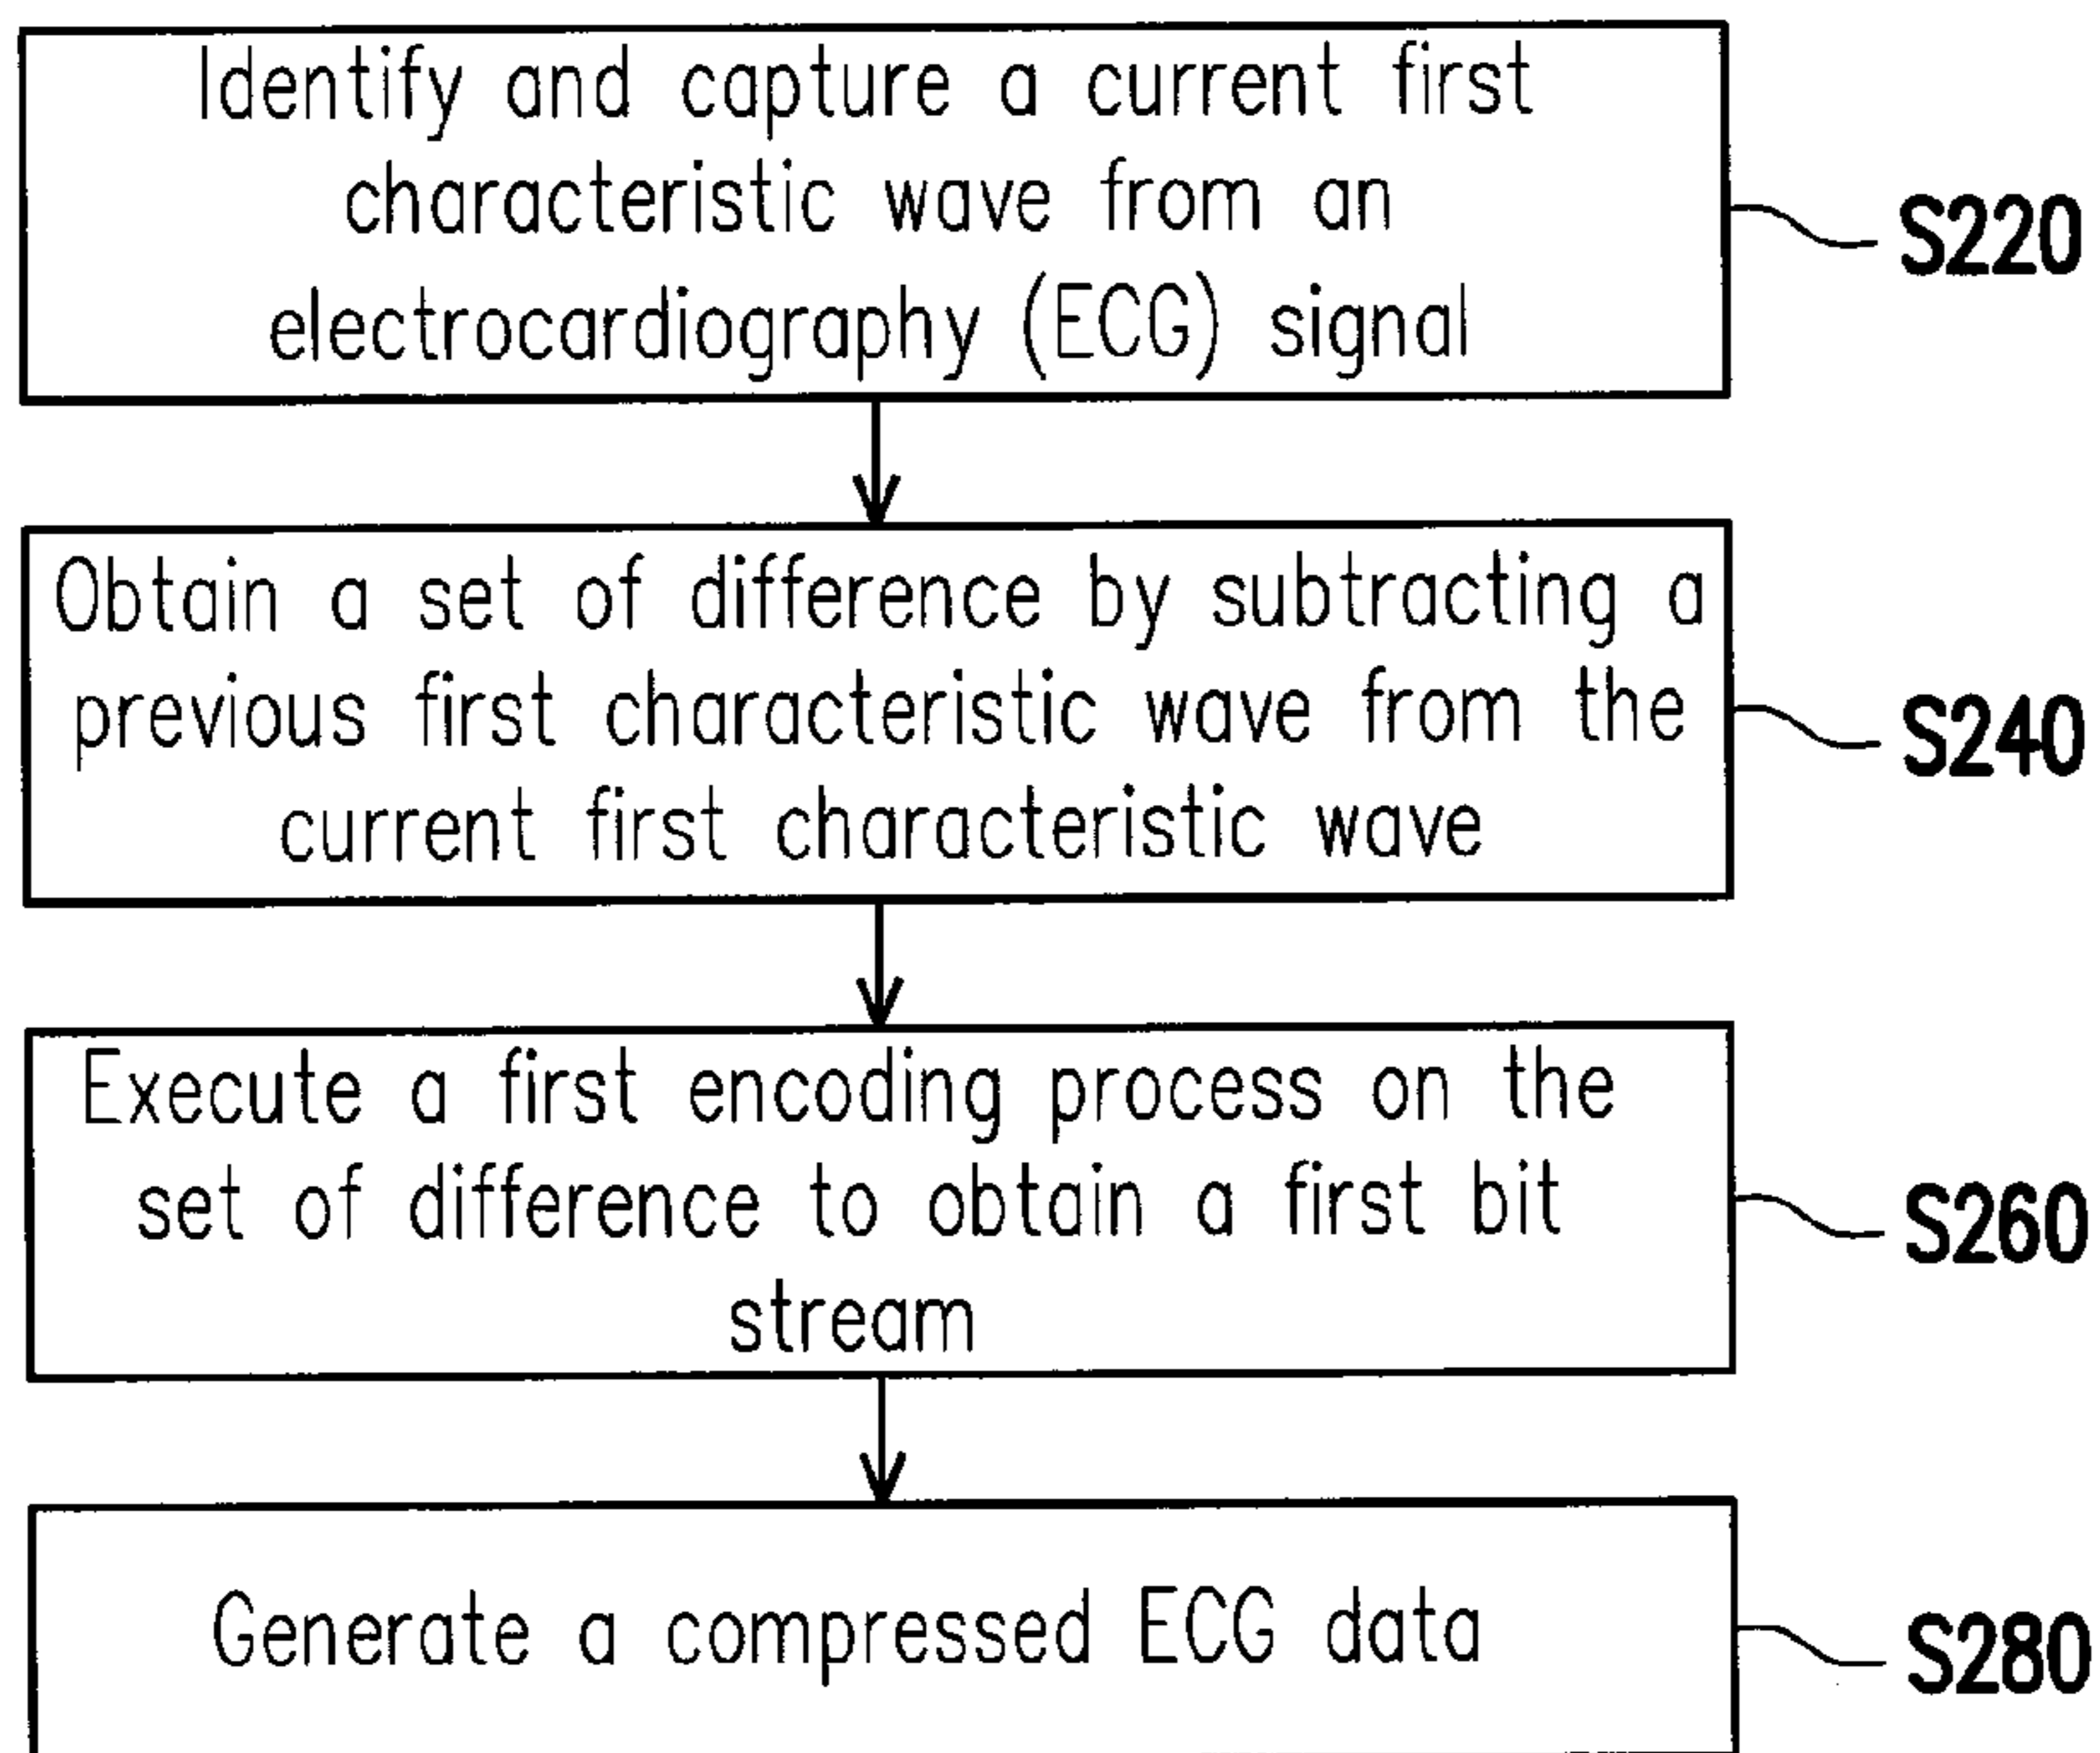 Identify and capture a current first
characteristic wave from an
electrocardiography (ECG) signal
S220
Obtain a set of difference by subtracting a
previous first characteristic wave from the
current first characteristic wave
S240
Execute a first encoding process on the
set of difference to obtain a first bit
stream
S260
Generate a compressed ECG data
S280